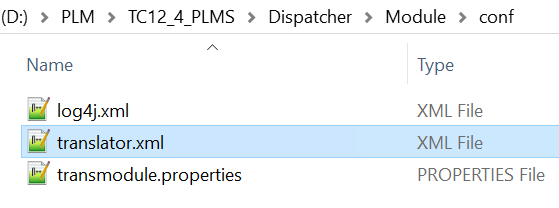 (D:) > PLM > TC12_4_PLMS > Dispatcher > Module > conf
Name Type
log4j.xml XML File
translator.xml XML File
transmodule.properties PROPERTIES File